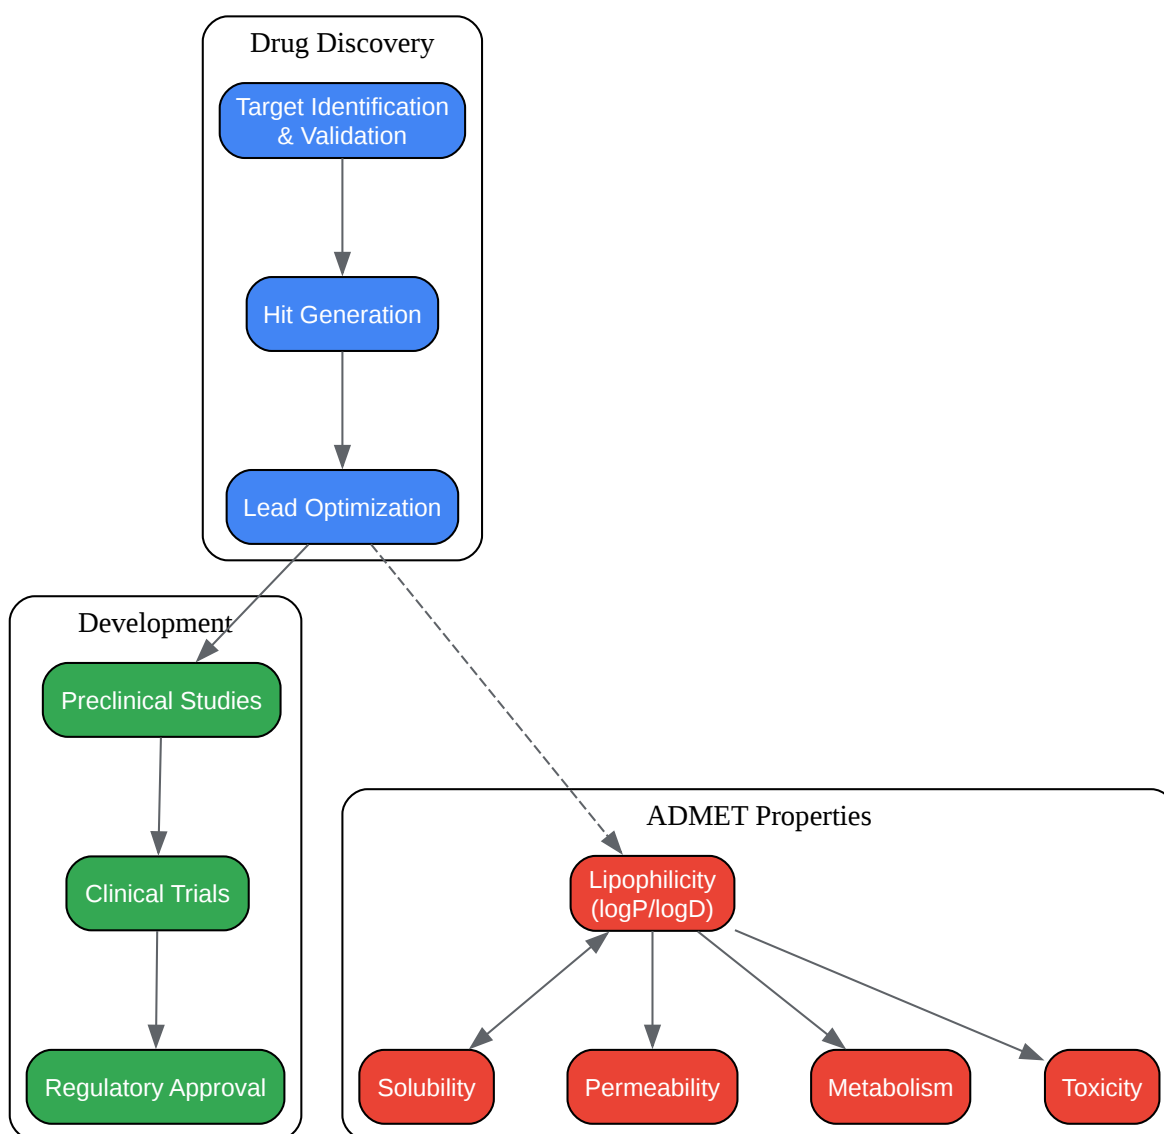 Drug Discovery
Target Identification
& Validation
Hit Generation
Lead Optimization
Development
Preclinical Studies
Clinical Trials
Regulatory Approval
ADMET Properties
Lipophilicity
(logP/logD)
Solubility
Permeability
Metabolism
Toxicity